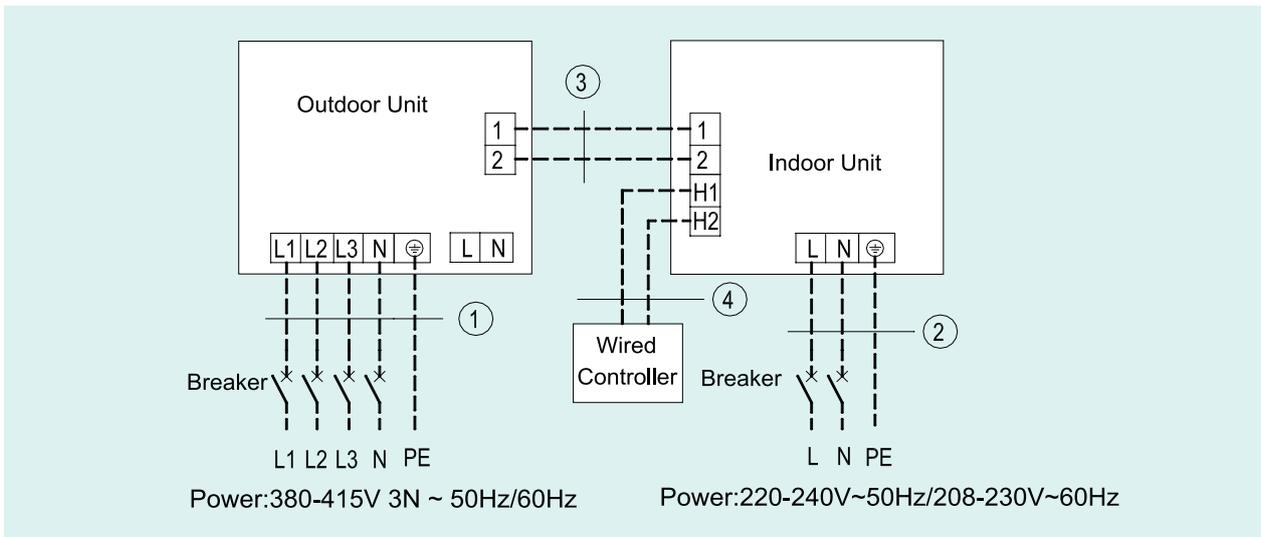 ③
Outdoor Unit
1 1
2 2
Indoor Unit
H1
H2
L1 L2 L3 N L N
L N
④
①
②
Wired
Controller
Breaker
Breaker
L1 L2 L3 N PE
L N PE
Power:380-415V 3N ~ 50Hz/60Hz
Power:220-240V~50Hz/208-230V~60Hz